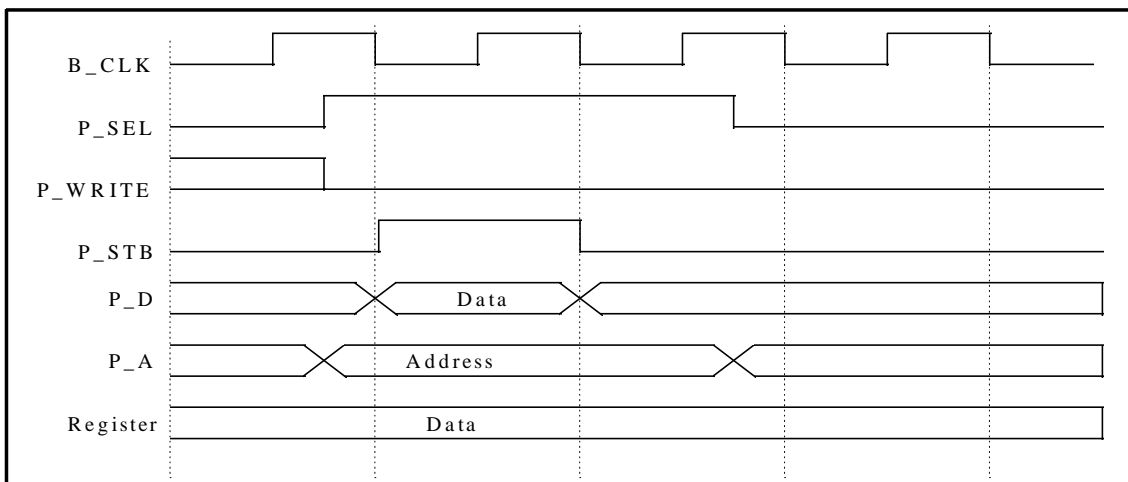 B_CLK
P_SEL
P_WRITE
P_STB
P_D Data
P_A Address
Register Data